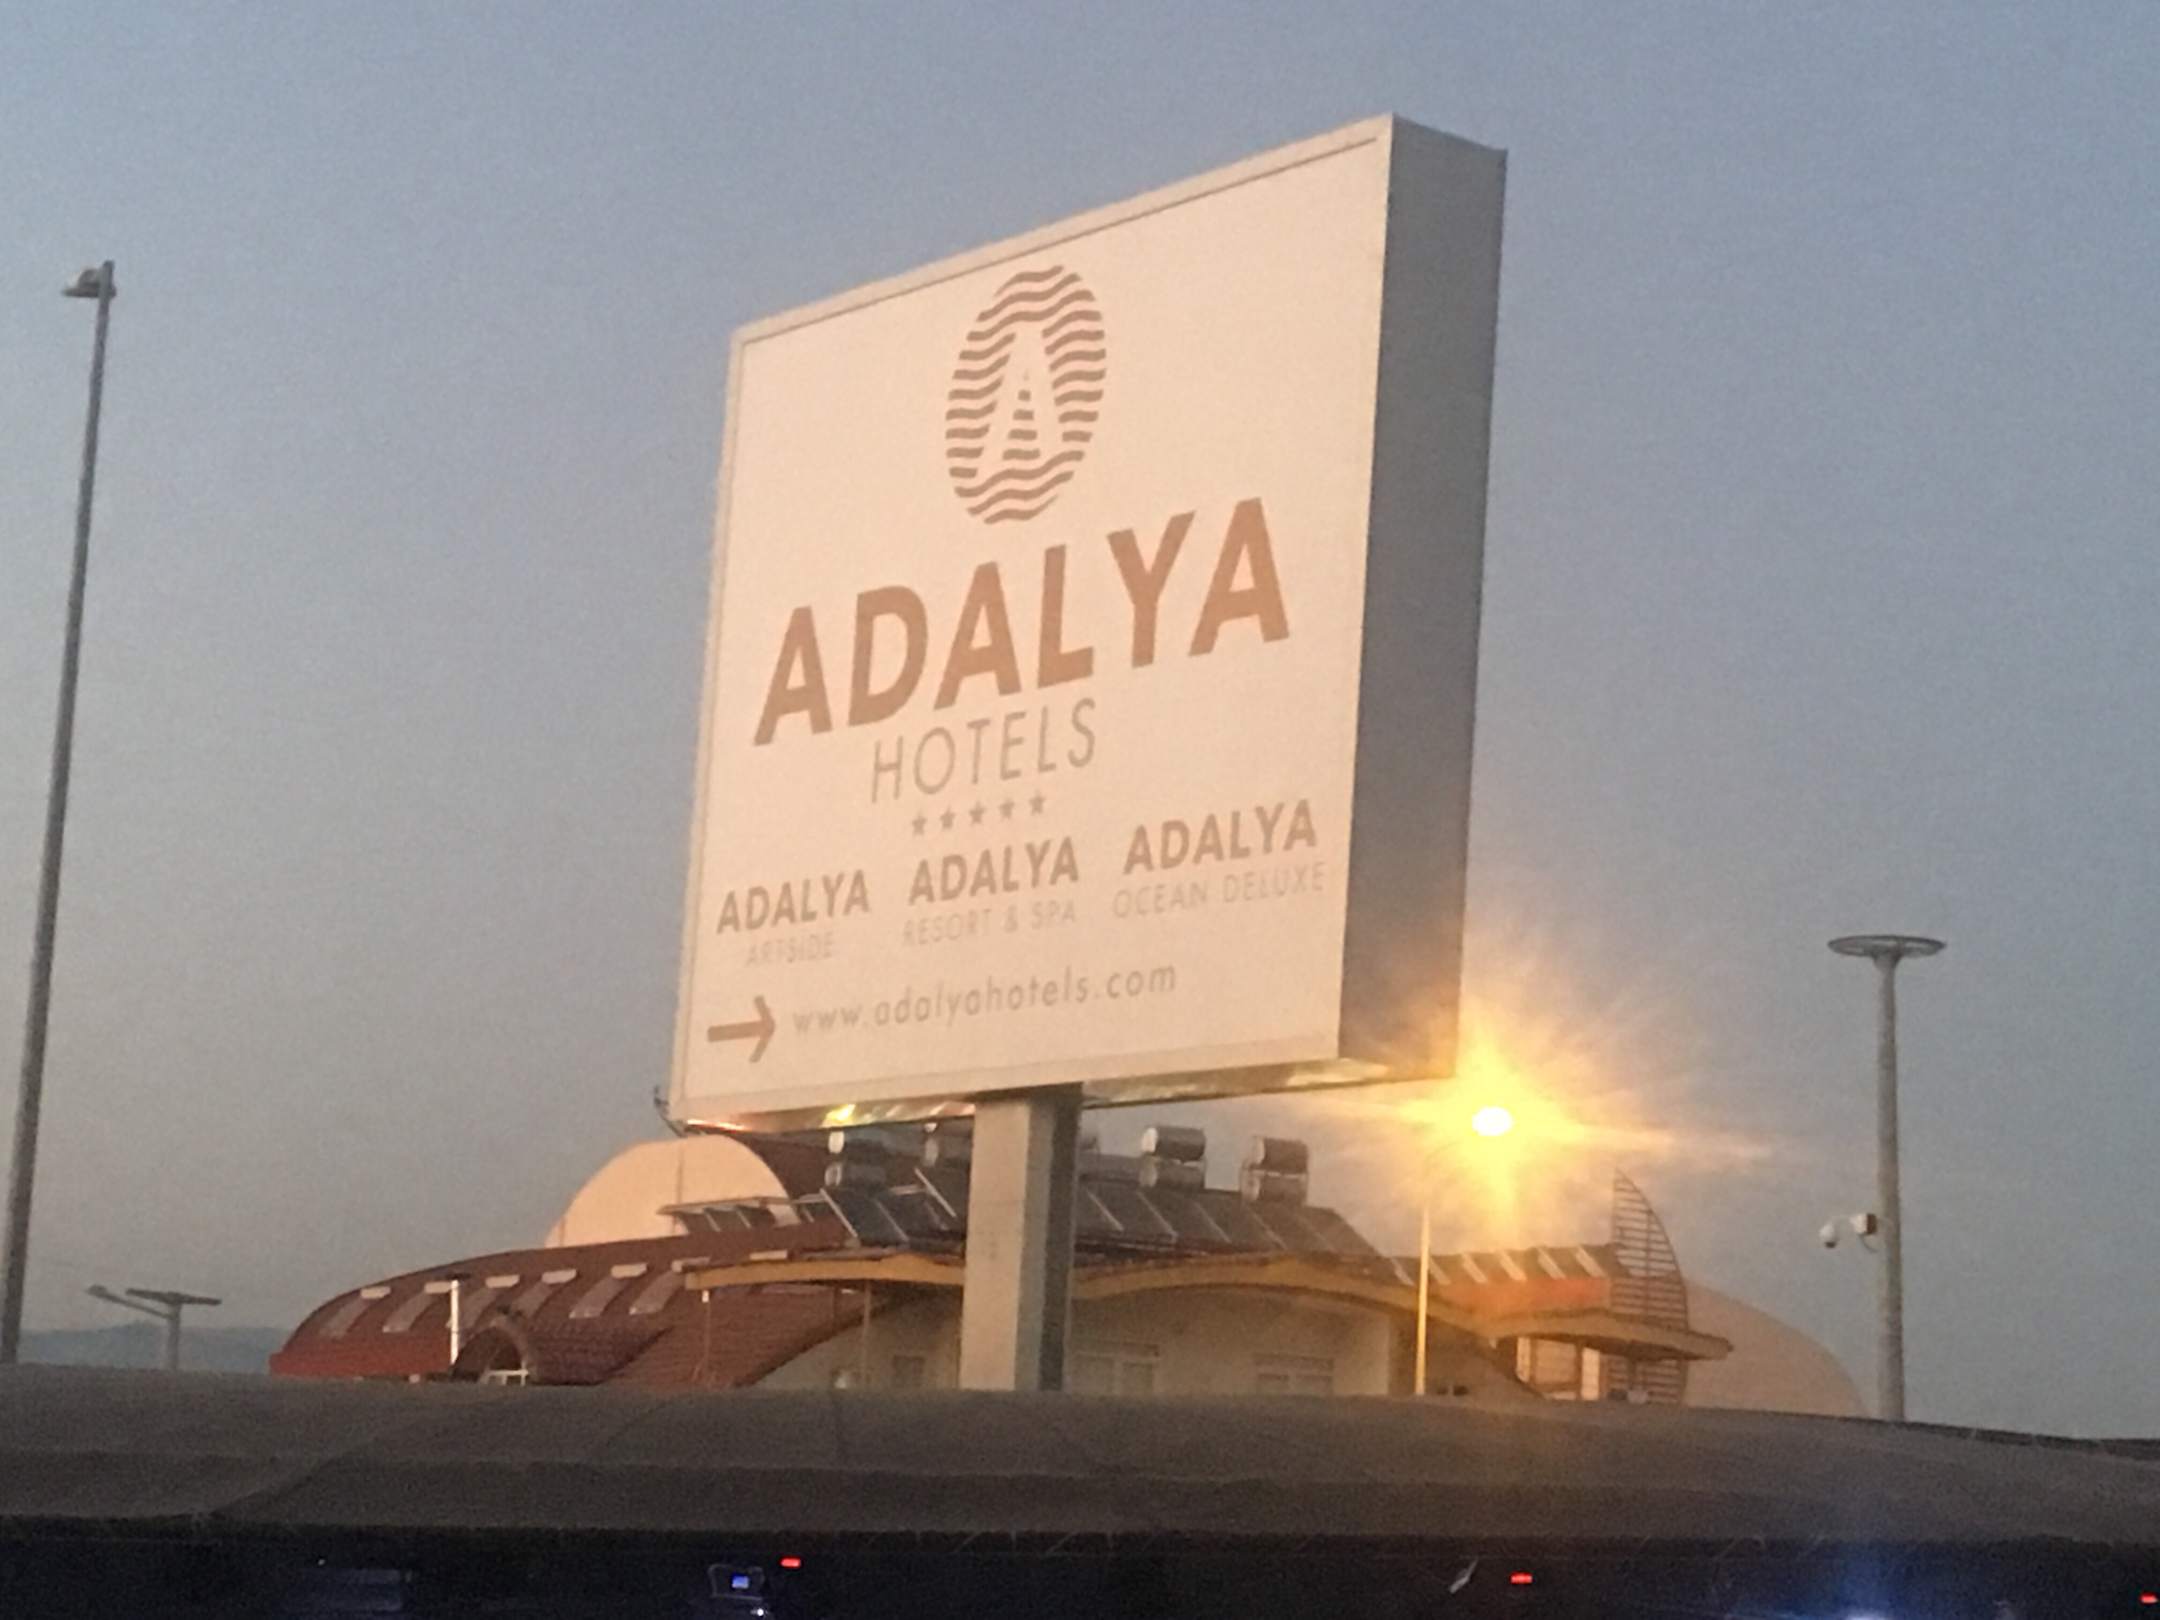 ADALYA
HOTELS
ADALYA ADALYA ADALYA
ARTSIDE RESORT & SPA OCEAN DELUXE
www.adalyahotels.com